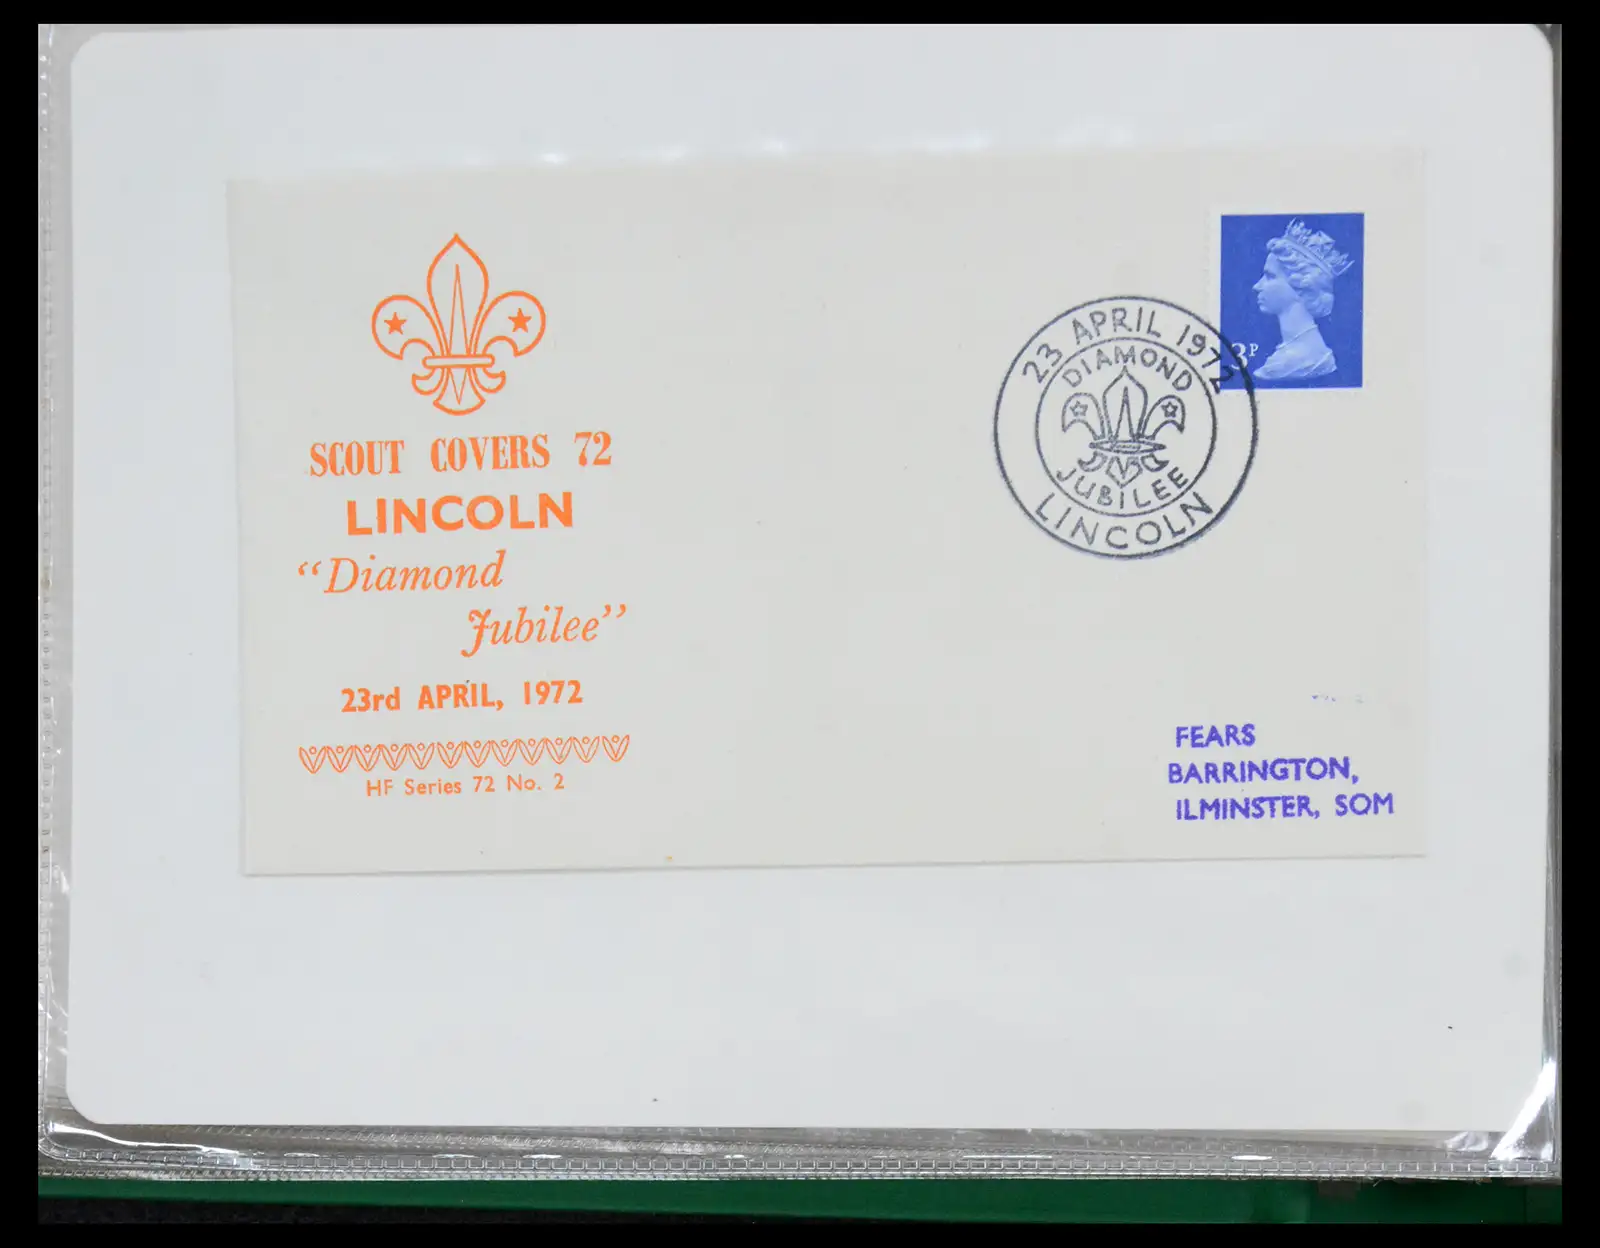 SCOUT COVERS 72
LINCOLN
“Diamond
Jubilee”
23rd APRIL, 1972
HF Series 72 No. 2
3P
23 APRIL 1972
DIAMOND
JUBILEE
LINCOLN
FEARS
BARRINGTON,
ILMINSTER, SOM